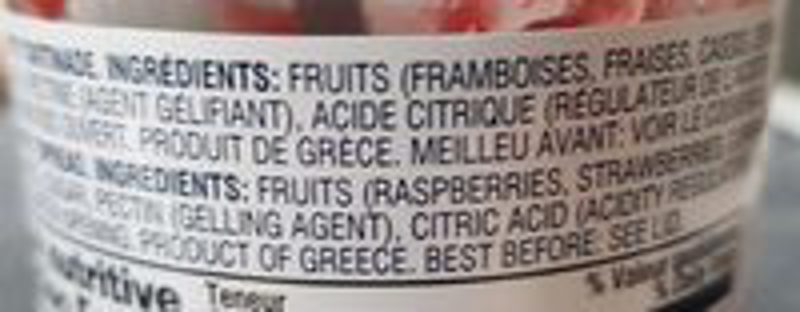 INGRÉDIENTS: FRUITS (FRAMBOISES, FRAISES,
(AGENT GÉLIFIANT), ACIDE CITRIQUE (RÉGULATEUR DE
PRODUIT DE GRÈCE. MEILLEU AVANT: VOIR LE
INGREDIENTS: FRUITS (RASPBERRIES, STRAWBERRIES,
PECTIN (GELLING AGENT), CITRIC ACID (ACIDITY
PRODUCT OF GREECE. BEST BEFORE: SEE LID.
nutritive Teneur %
%